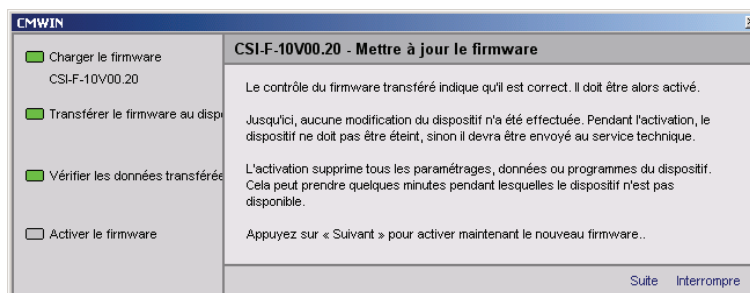 CMWIN
Charger le firmware
CSI-F-10V00.20
Transférer le firmware au dispo
Vérifier les données transférée
Activer le firmware
CSI-F-10V00.20 - Mettre à jour le firmware
Le contrôle du firmware transféré indique qu'il est correct. Il doit être alors activé.
Jusqu'ici, aucune modification du dispositif n'a été effectuée. Pendant l'activation, le
dispositif ne doit pas être éteint, sinon il devra être envoyé au service technique.
L'activation supprime tous les paramétrages, données ou programmes du dispositif.
Cela peut prendre quelques minutes pendant lesquelles le dispositif n'est pas
disponible.
Appuyez sur « Suivant » pour activer maintenant le nouveau firmware..
Suite Interrompre